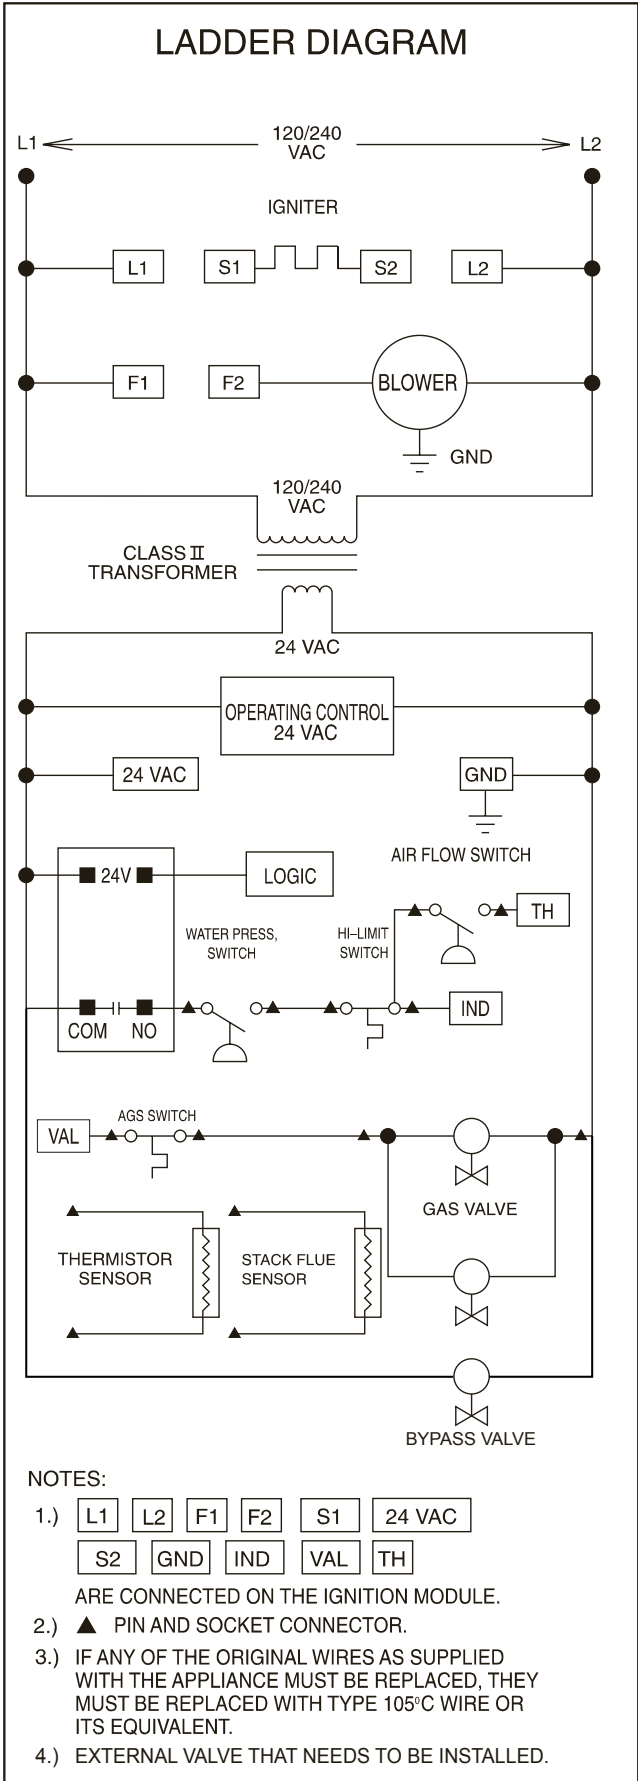 LADDER DIAGRAM
L1
120/240
VAC
L2
IGNITER
L1
S1
S2
L2
F1
F2
BLOWER
GND
120/240
VAC
CLASS II
TRANSFORMER
24 VAC
OPERATING CONTROL
24 VAC
24 VAC
GND
AIR FLOW SWITCH
24V
LOGIC
TH
WATER PRESS,
SWITCH
HI–LIMIT
SWITCH
COM
NO
IND
AGS SWITCH
VAL
GAS VALVE
THERMISTOR
SENSOR
STACK FLUE
SENSOR
BYPASS VALVE
NOTES:
1.) L1 L2 F1 F2 S1 24 VAC
S2 GND IND VAL TH
ARE CONNECTED ON THE IGNITION MODULE.
2.) ▲ PIN AND SOCKET CONNECTOR.
3.) IF ANY OF THE ORIGINAL WIRES AS SUPPLIED
WITH THE APPLIANCE MUST BE REPLACED, THEY
MUST BE REPLACED WITH TYPE 105°C WIRE OR
ITS EQUIVALENT.
4.) EXTERNAL VALVE THAT NEEDS TO BE INSTALLED.